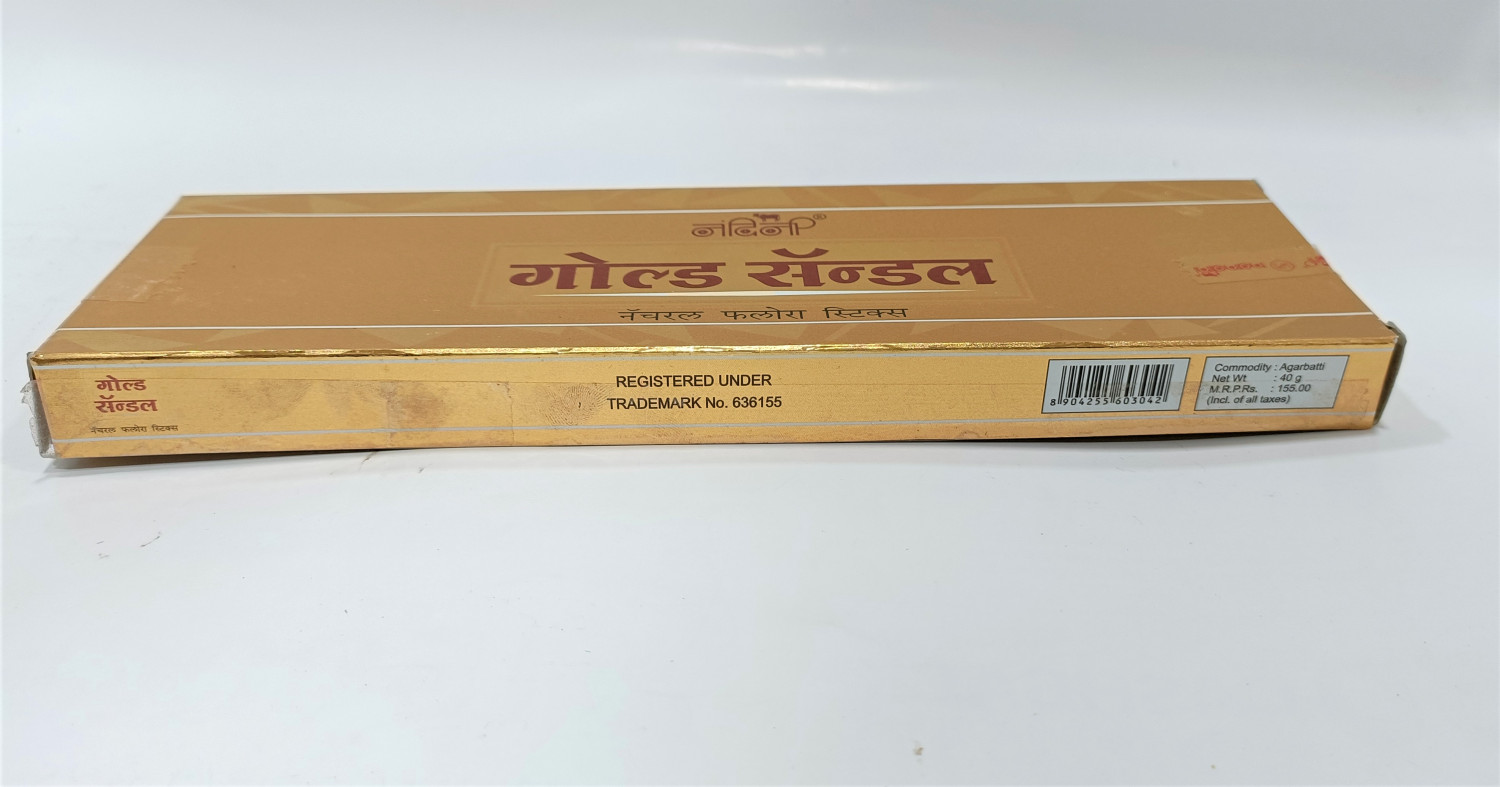 नंदिनी®
गोल्ड सॅन्डल
नॅचरल फलोरा स्टिक्स
गोल्ड
सॅन्डल
नॅचरल फलोरा स्टिक्स
REGISTERED UNDER
TRADEMARK No. 636155
8 904255 603042
Commodity : Agarbatti
Net Wt : 40 g
M.R.P.Rs. : 155.00
(Incl. of all taxes)